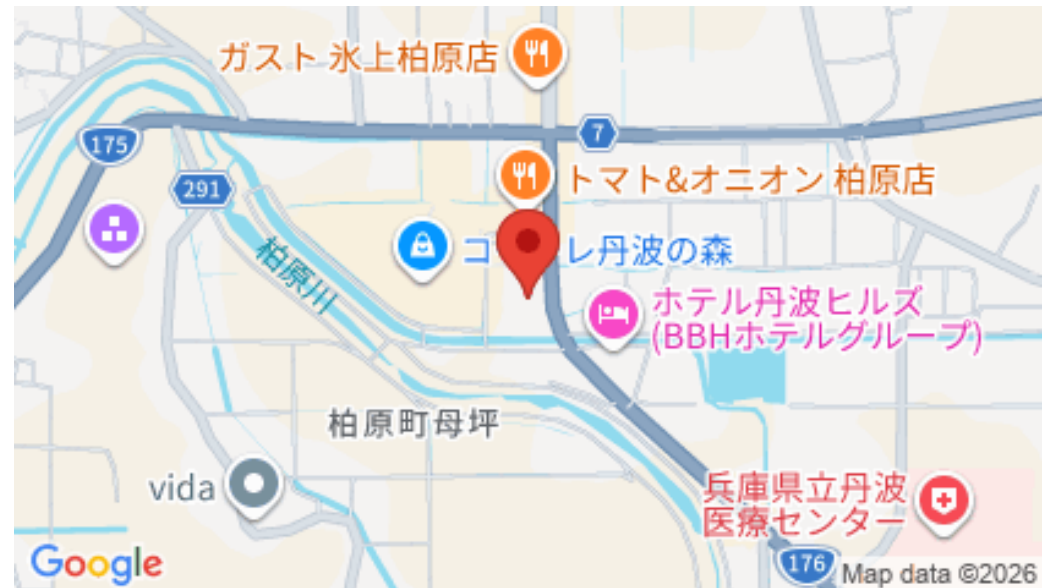 ガスト 氷上柏原店
175
7
291
トマト&オニオン 柏原店
コ
レ丹波の森
柏原川
ホテル丹波ヒルズ
(BBHホテルグループ)
柏原町母坪
vida
兵庫県立丹波
医療センター
176
Google
Map data ©2026